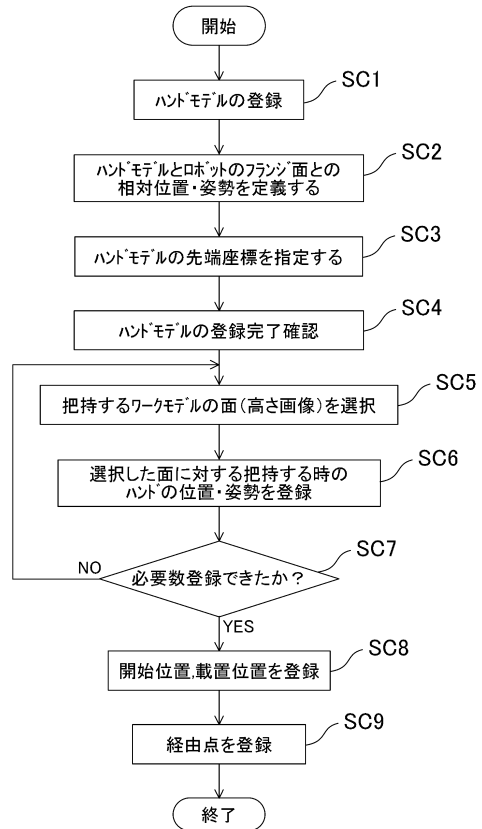 開始
SC1
ﾊﾝﾄﾞﾓﾃﾞﾙの登録
SC2
ﾊﾝﾄﾞﾓﾃﾞﾙとﾛﾎﾞｯﾄのﾌﾗﾝｼﾞ面との
相対位置・姿勢を定義する
SC3
ﾊﾝﾄﾞﾓﾃﾞﾙの先端座標を指定する
SC4
ﾊﾝﾄﾞﾓﾃﾞﾙの登録完了確認
SC5
把持するワークモデルの面(高さ画像)を選択
SC6
選択した面に対する把持する時の
ﾊﾝﾄﾞの位置・姿勢を登録
SC7
必要数登録できたか?
NO
YES
SC8
開始位置,載置位置を登録
SC9
経由点を登録
終了